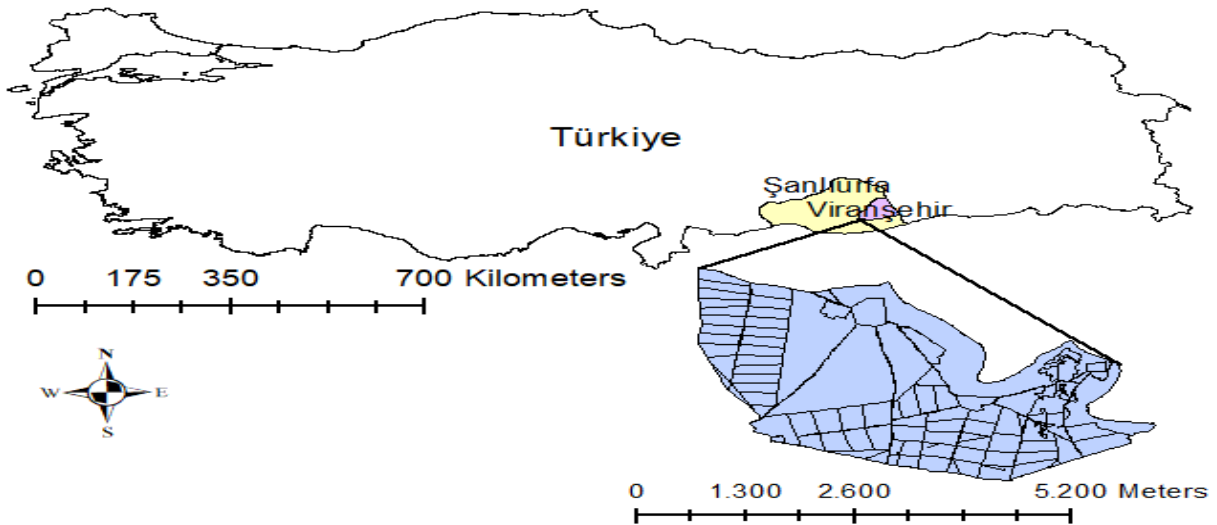 Türkiye
Şanlıurfa
Viranşehir
0 175 350 700 Kilometers
N
W E
S
0 1.300 2.600 5.200 Meters